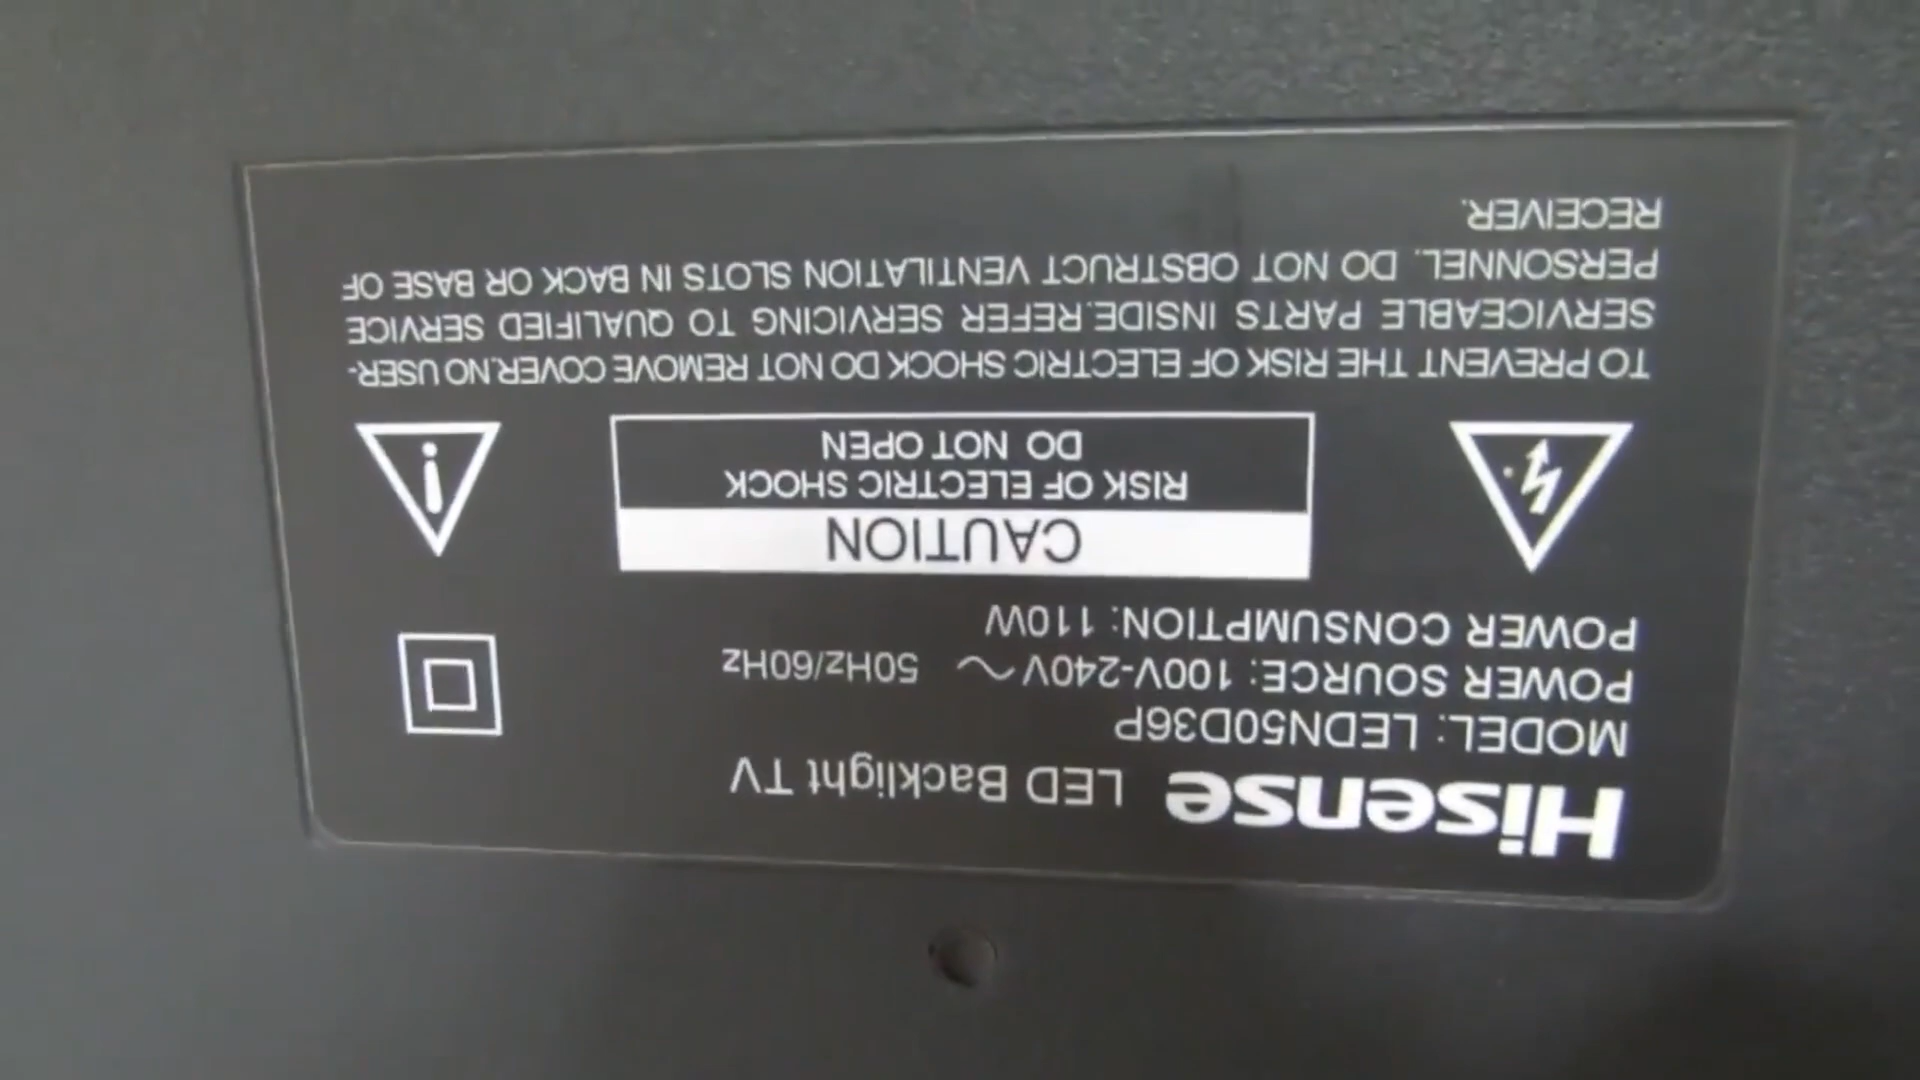 Hisense LED Backlight TV
MODEL: LEDN50D36P
POWER SOURCE: 100V-240V ~ 50Hz/60Hz
POWER CONSUMPTION: 110W
CAUTION
RISK OF ELECTRIC SHOCK
DO NOT OPEN
TO PREVENT THE RISK OF ELECTRIC SHOCK DO NOT REMOVE COVER.NO USER-
SERVICEABLE PARTS INSIDE.REFER SERVICING TO QUALIFIED SERVICE
PERSONNEL. DO NOT OBSTRUCT VENTILATION SLOTS IN BACK OR BASE OF
RECEIVER.